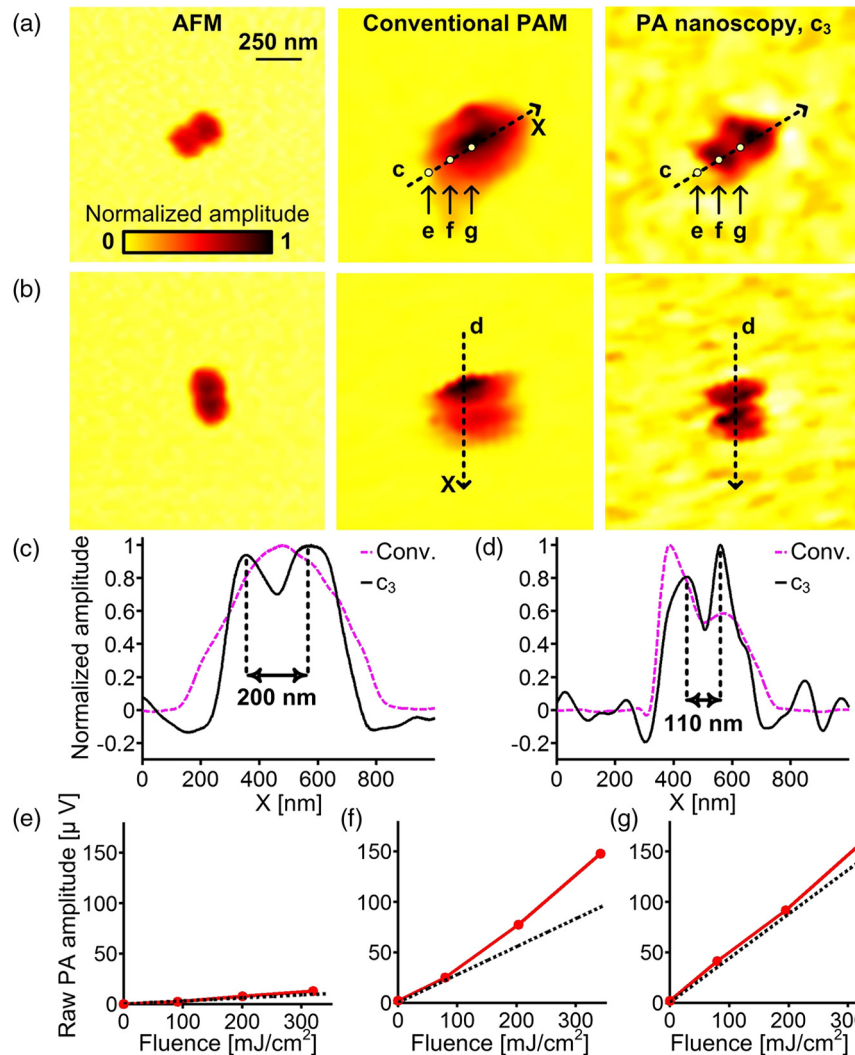 (a)
AFM
250 nm
Normalized amplitude
0 1
Conventional PAM
X
c
e f g
PA nanoscopy, c₃
c
e f g
(b)
d
X
d
(c)
Normalized amplitude
1
0.8
0.6
0.4
0.2
0
-0.2
Conv.
c₃
200 nm
0 200 400 600 800
X [nm]
(d)
1
0.8
0.6
0.4
0.2
0
-0.2
Conv.
c₃
110 nm
0 200 400 600 800
X [nm]
(e)
Raw PA amplitude [µ V]
150
100
50
0
0 100 200 300
Fluence [mJ/cm²]
(f)
150
100
50
0
0 100 200 300
Fluence [mJ/cm²]
(g)
150
100
50
0
0 100 200 300
Fluence [mJ/cm²]